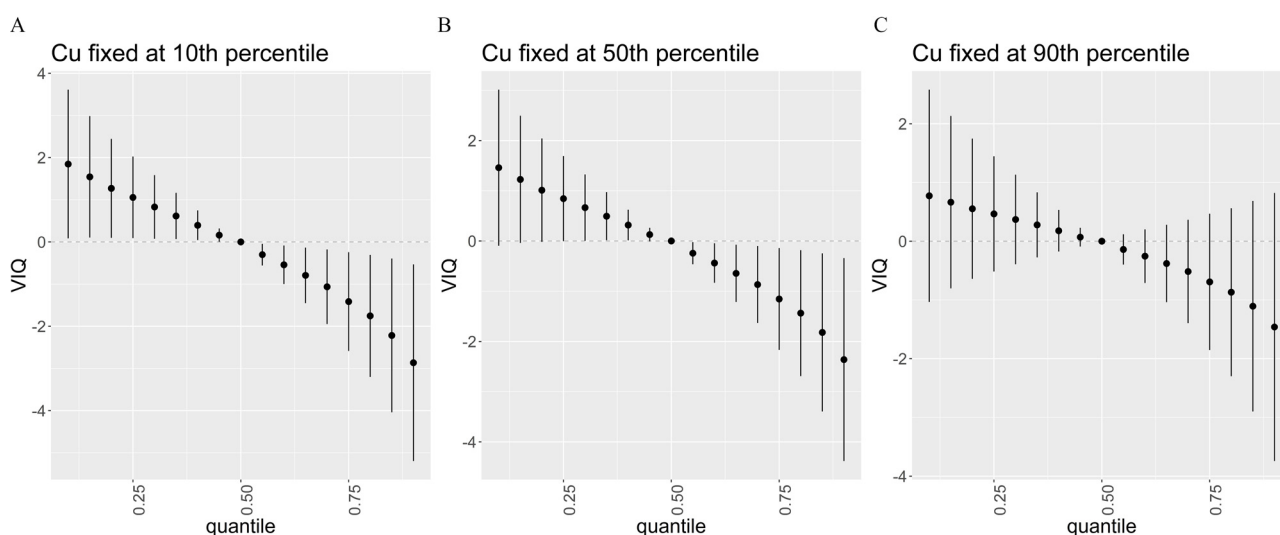 A
Cu fixed at 10th percentile
4
2
0
-2
-4
VIQ
0.25
0.50
0.75
quantile
B
Cu fixed at 50th percentile
2
0
-2
-4
VIQ
0.25
0.50
0.75
quantile
C
Cu fixed at 90th percentile
2
0
-2
-4
VIQ
0.25
0.50
0.75
quantile